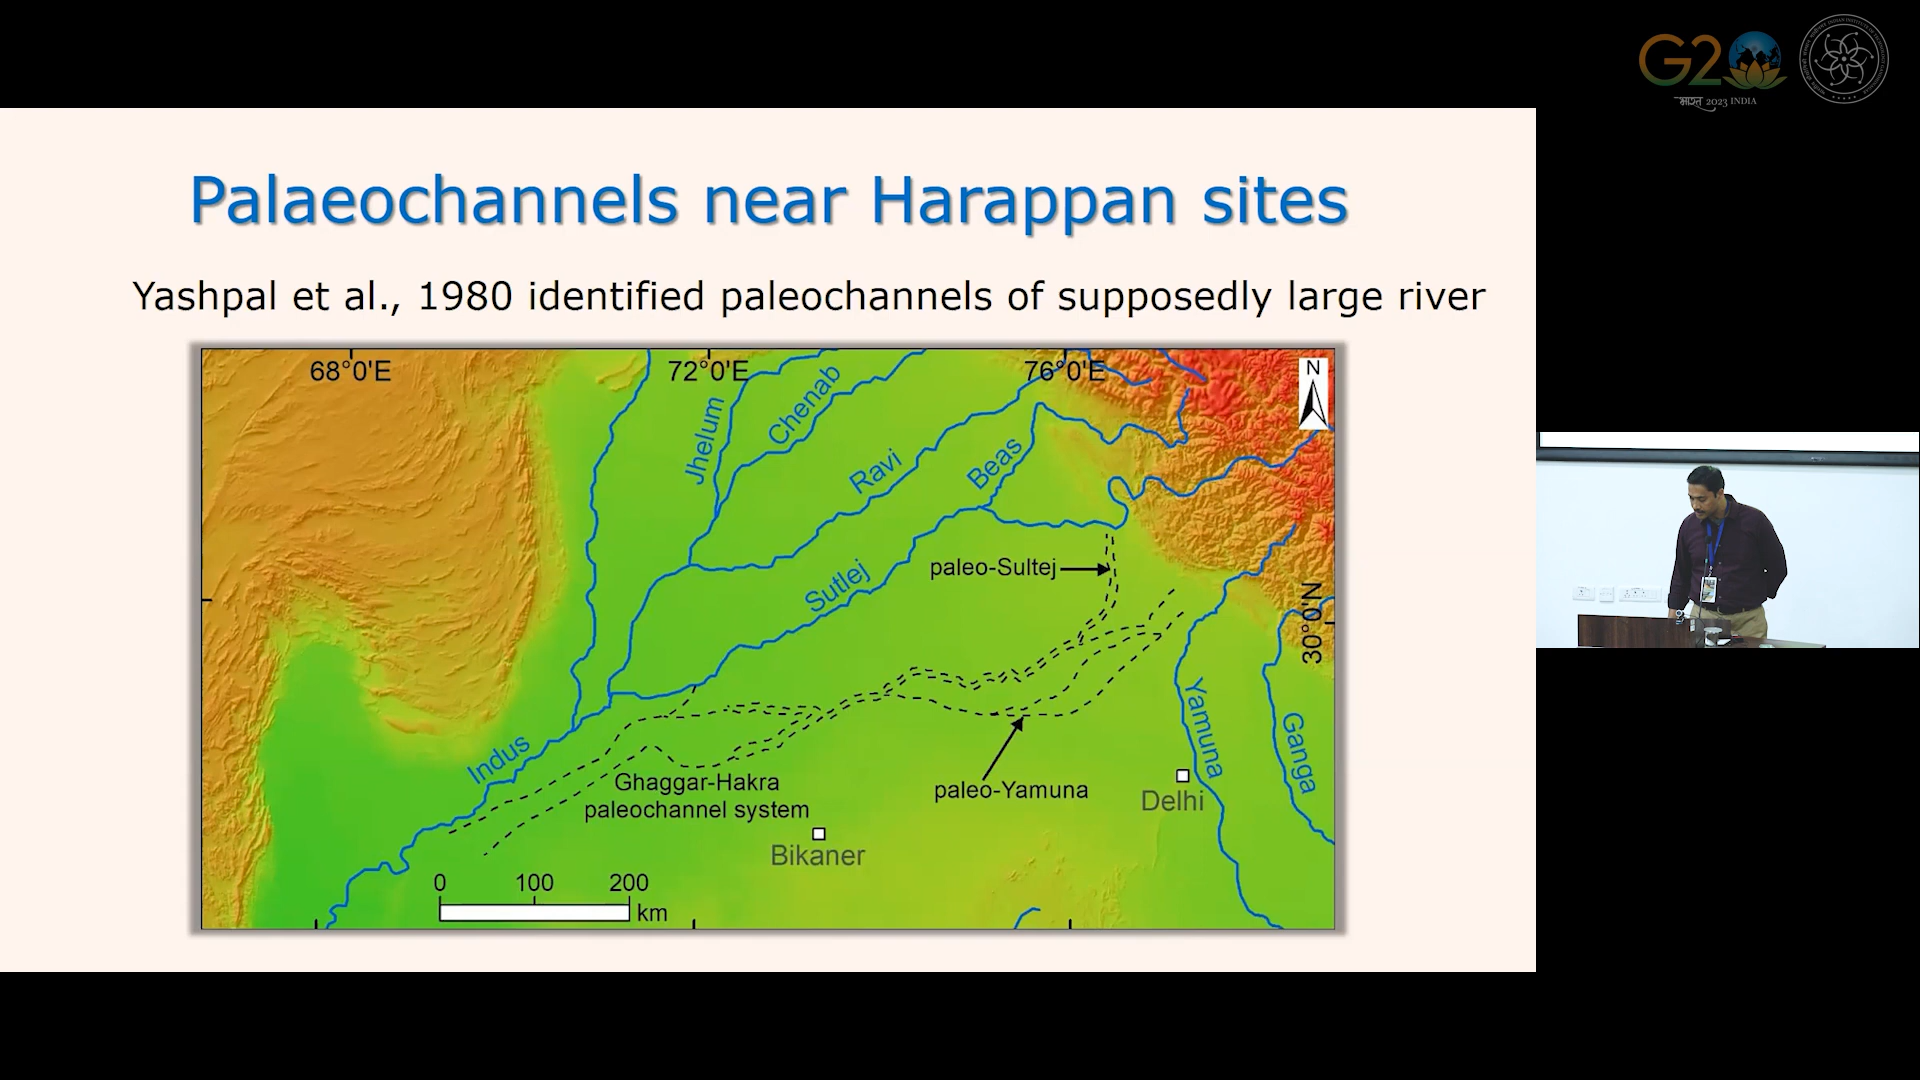 G20
भारत 2023 INDIA
Palaeochannels near Harappan sites
Yashpal et al., 1980 identified paleochannels of supposedly large river
68°0'E
72°0'E
76°0'E
N
Jhelum
Chenab
Ravi
Beas
paleo-Sultej
Sutlej
30°0'N
Yamuna
Ganga
Indus
Ghaggar-Hakra
paleochannel system
paleo-Yamuna
Delhi
Bikaner
0 100 200
km